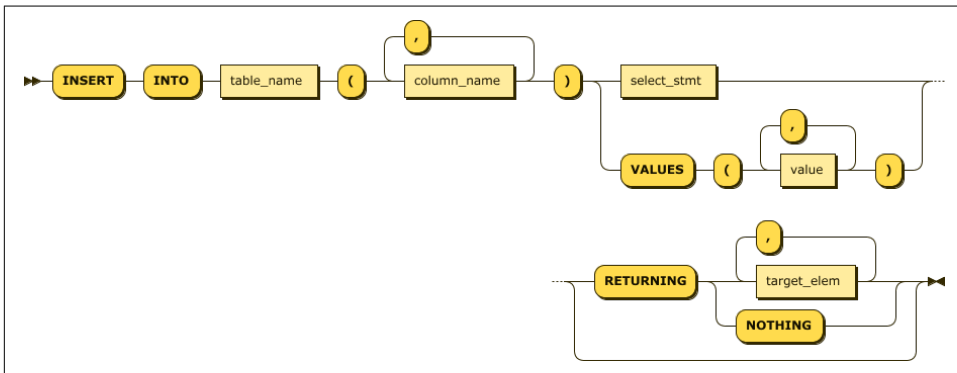 ,
INSERT INTO table_name ( column_name ) select_stmt
,
VALUES ( value )
,
RETURNING target_elem
NOTHING